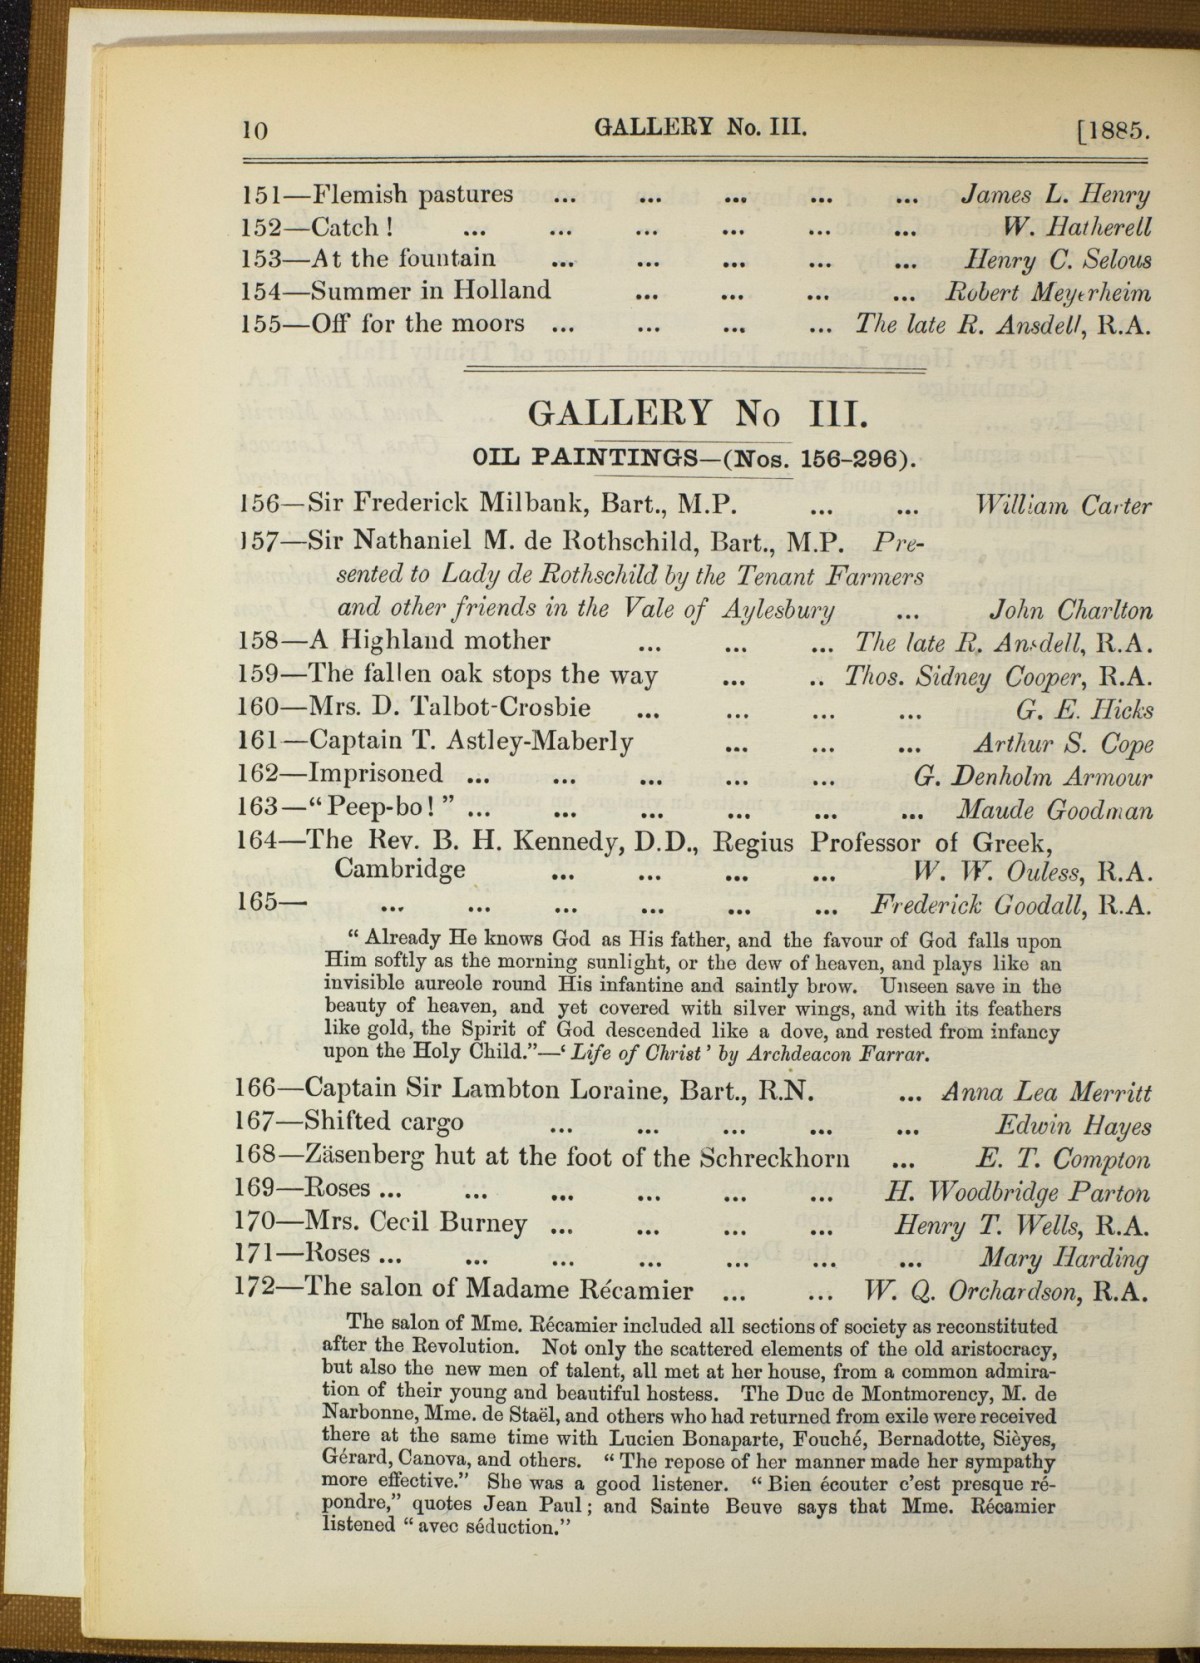 10 GALLERY No. III. [1885.
151—Flemish pastures ... ... ... ... ... James L. Henry
152—Catch ! ... ... ... ... ... ... W. Hatherell
153—At the fountain ... ... ... ... ... Henry C. Selous
154—Summer in Holland ... ... ... ... Robert Meyerheim
155—Off for the moors ... ... ... ... The late R. Ansdell, R.A.
GALLERY No III.
OIL PAINTINGS—(Nos. 156-296).
156—Sir Frederick Milbank, Bart., M.P. ... ... William Carter
157—Sir Nathaniel M. de Rothschild, Bart., M.P. Pre-
sented to Lady de Rothschild by the Tenant Farmers
and other friends in the Vale of Aylesbury ... John Charlton
158—A Highland mother ... ... ... The late R. Ansdell, R.A.
159—The fallen oak stops the way ... .. Thos. Sidney Cooper, R.A.
160—Mrs. D. Talbot-Crosbie ... ... ... ... G. E. Hicks
161—Captain T. Astley-Maberly ... ... ... Arthur S. Cope
162—Imprisoned ... ... ... ... ... G. Denholm Armour
163—“Peep-bo!” ... ... ... ... ... ... Maude Goodman
164—The Rev. B. H. Kennedy, D.D., Regius Professor of Greek,
Cambridge ... ... ... ... W. W. Ouless, R.A.
165— ... ... ... ... ... ... Frederick Goodall, R.A.
“Already He knows God as His father, and the favour of God falls upon
Him softly as the morning sunlight, or the dew of heaven, and plays like an
invisible aureole round His infantine and saintly brow. Unseen save in the
beauty of heaven, and yet covered with silver wings, and with its feathers
like gold, the Spirit of God descended like a dove, and rested from infancy
upon the Holy Child.”—‘Life of Christ’ by Archdeacon Farrar.
166—Captain Sir Lambton Loraine, Bart., R.N. ... Anna Lea Merritt
167—Shifted cargo ... ... ... ... ... Edwin Hayes
168—Zäsenberg hut at the foot of the Schreckhorn ... E. T. Compton
169—Roses ... ... ... ... ... ... H. Woodbridge Parton
170—Mrs. Cecil Burney ... ... ... ... Henry T. Wells, R.A.
171—Roses ... ... ... ... ... ... ... Mary Harding
172—The salon of Madame Récamier ... ... W. Q. Orchardson, R.A.
The salon of Mme. Récamier included all sections of society as reconstituted
after the Revolution. Not only the scattered elements of the old aristocracy,
but also the new men of talent, all met at her house, from a common admira-
tion of their young and beautiful hostess. The Duc de Montmorency, M. de
Narbonne, Mme. de Staël, and others who had returned from exile were received
there at the same time with Lucien Bonaparte, Fouché, Bernadotte, Sièyes,
Gérard, Canova, and others. “The repose of her manner made her sympathy
more effective.” She was a good listener. “Bien écouter c'est presque ré-
pondre,” quotes Jean Paul; and Sainte Beuve says that Mme. Récamier
listened “avec séduction.”